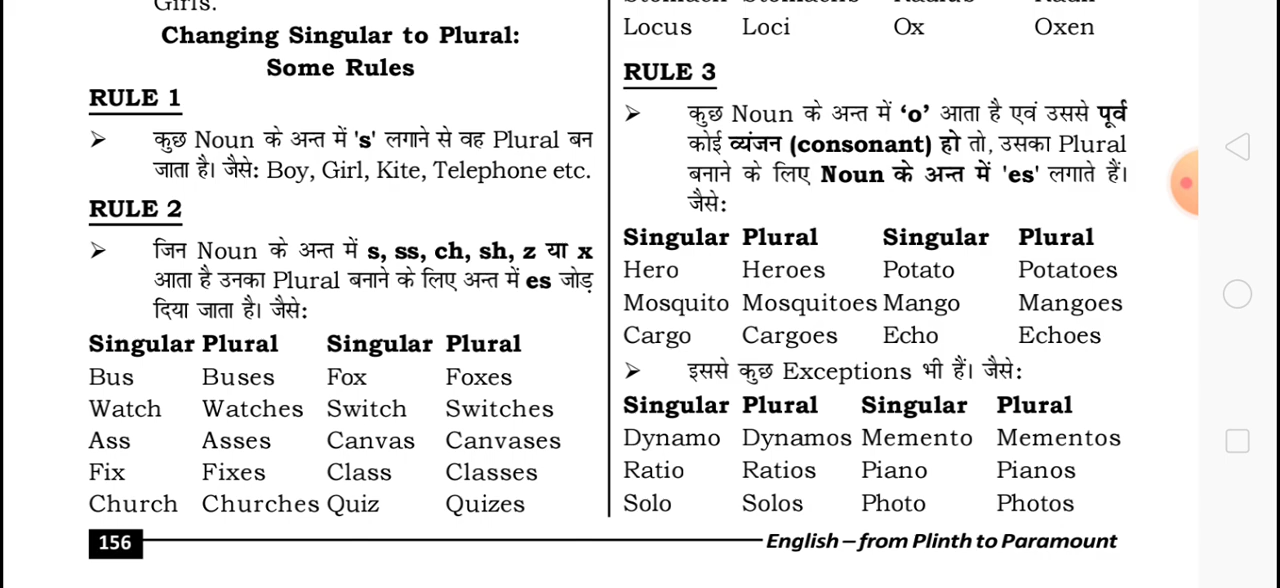 Girls.
Changing Singular to Plural:
Some Rules
RULE 1
➢ कुछ Noun के अन्त में 's' लगाने से वह Plural बन
जाता है। जैसे: Boy, Girl, Kite, Telephone etc.
RULE 2
➢ जिन Noun के अन्त में s, ss, ch, sh, z या x
आता है उनका Plural बनाने के लिए अन्त में es जोड़
दिया जाता है। जैसे:
Singular Plural Singular Plural
Bus Buses Fox Foxes
Watch Watches Switch Switches
Ass Asses Canvas Canvases
Fix Fixes Class Classes
Church Churches Quiz Quizes
Stomach Stomachs Radius Radii
Locus Loci Ox Oxen
RULE 3
➢ कुछ Noun के अन्त में ‘o’ आता है एवं उससे पूर्व
कोई व्यंजन (consonant) हो तो, उसका Plural
बनाने के लिए Noun के अन्त में 'es' लगाते हैं।
जैसे:
Singular Plural Singular Plural
Hero Heroes Potato Potatoes
Mosquito Mosquitoes Mango Mangoes
Cargo Cargoes Echo Echoes
➢ इससे कुछ Exceptions भी हैं। जैसे:
Singular Plural Singular Plural
Dynamo Dynamos Memento Mementos
Ratio Ratios Piano Pianos
Solo Solos Photo Photos
156
English – from Plinth to Paramount